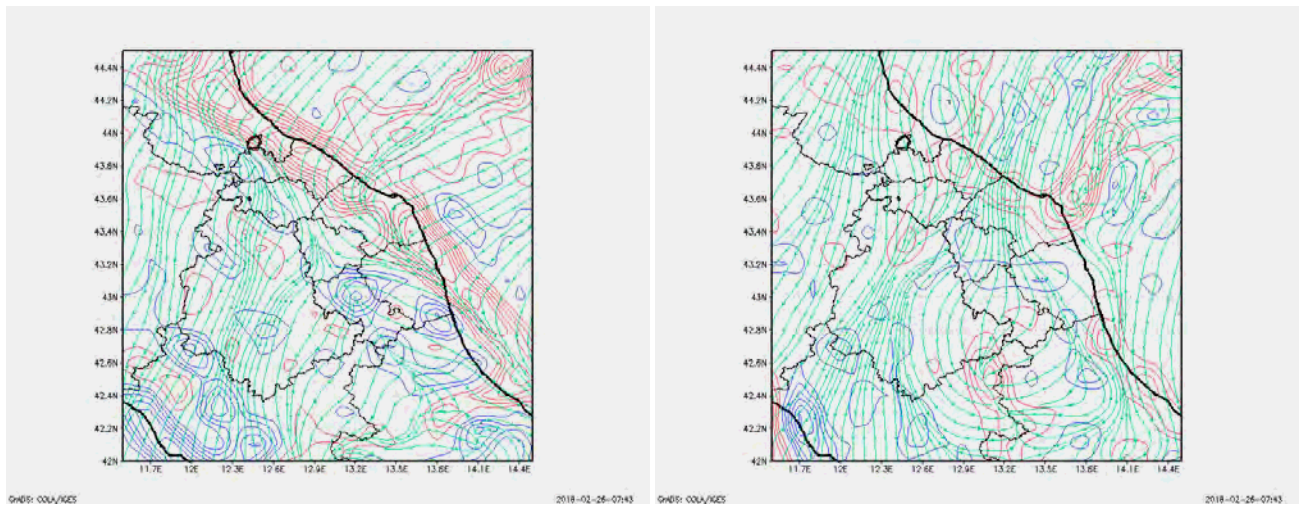 44.4N 44.4N
44.2N 44.2N
44N 44N
43.8N 43.8N
43.6N 43.6N
43.4N 43.4N
43.2N 43.2N
43N 43N
42.8N 42.8N
42.6N 42.6N
42.4N 42.4N
42.2N 42.2N
42N 42N
11.7E 12E 12.3E 12.6E 12.9E 13.2E 13.5E 13.8E 14.1E 14.4E 11.7E 12E 12.3E 12.6E 12.9E 13.2E 13.5E 13.8E 14.1E 14.4E
GrADS: COLA/IGES 2018-02-26-07:43 GrADS: COLA/IGES 2018-02-26-07:43